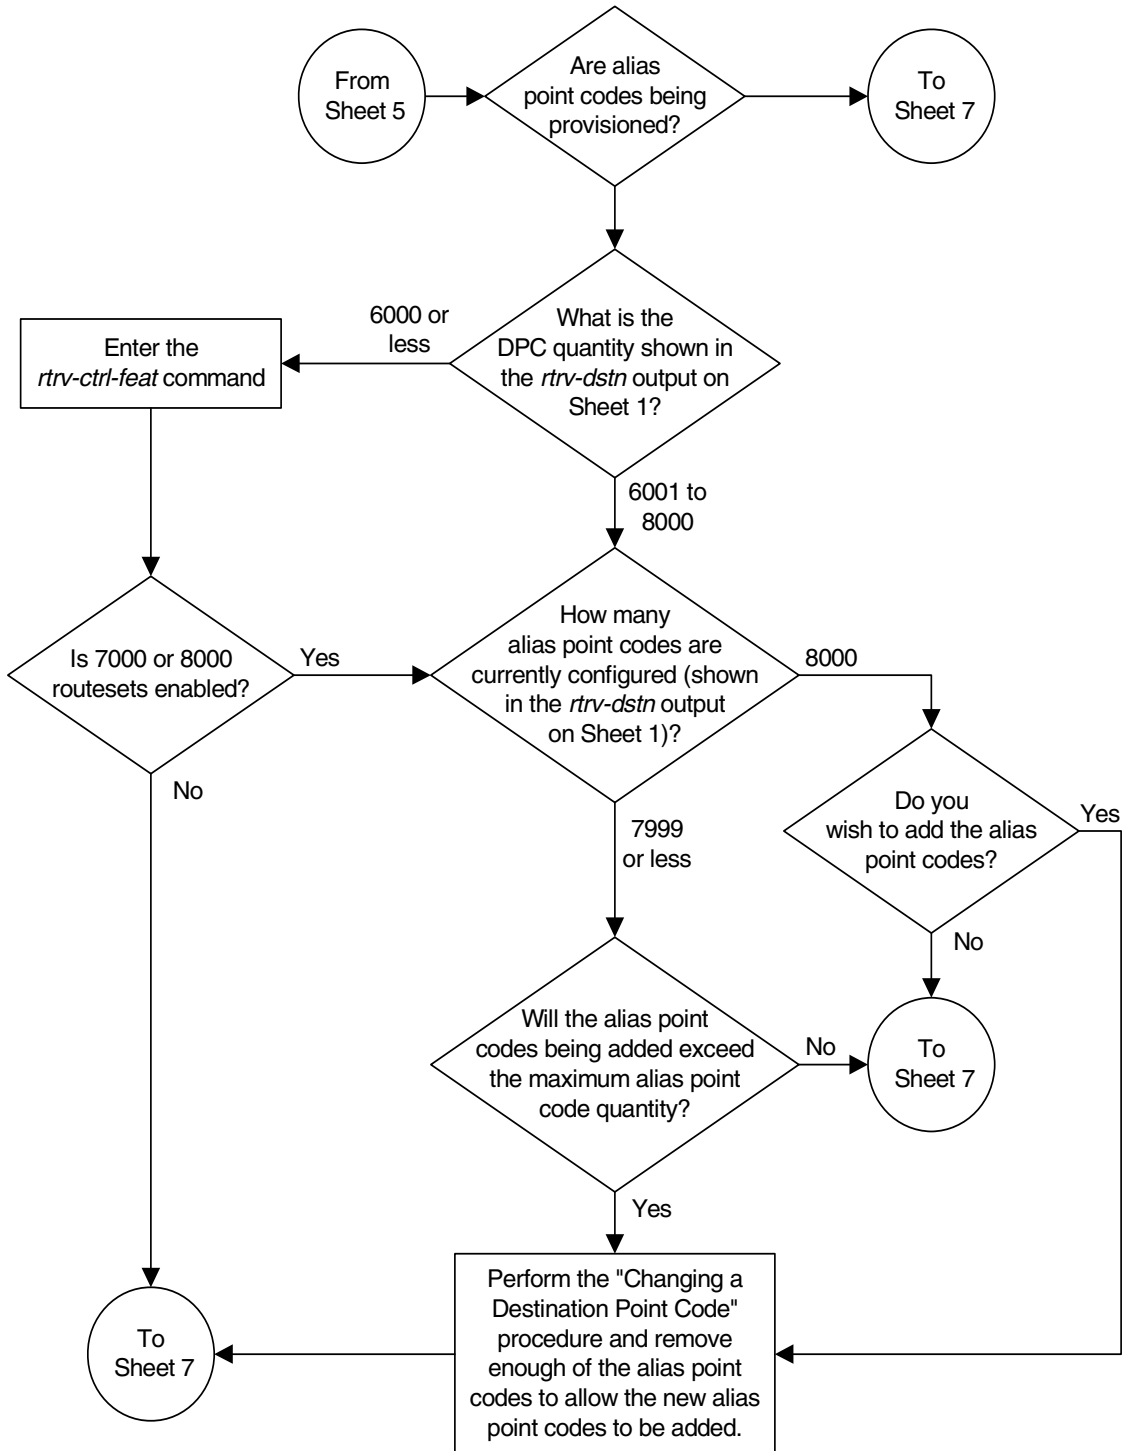 From
Sheet 5
Are alias
point codes being
provisioned?
To
Sheet 7
What is the
DPC quantity shown in
the rtrv-dstn output on
Sheet 1?
6000 or
less
Enter the
rtrv-ctrl-feat command
6001 to
8000
Is 7000 or 8000
routesets enabled?
Yes
No
How many
alias point codes are
currently configured (shown
in the rtrv-dstn output
on Sheet 1)?
8000
7999
or less
Do you
wish to add the alias
point codes?
Yes
No
Will the alias point
codes being added exceed
the maximum alias point
code quantity?
No
To
Sheet 7
Yes
Perform the "Changing a
Destination Point Code"
procedure and remove
enough of the alias point
codes to allow the new alias
point codes to be added.
To
Sheet 7